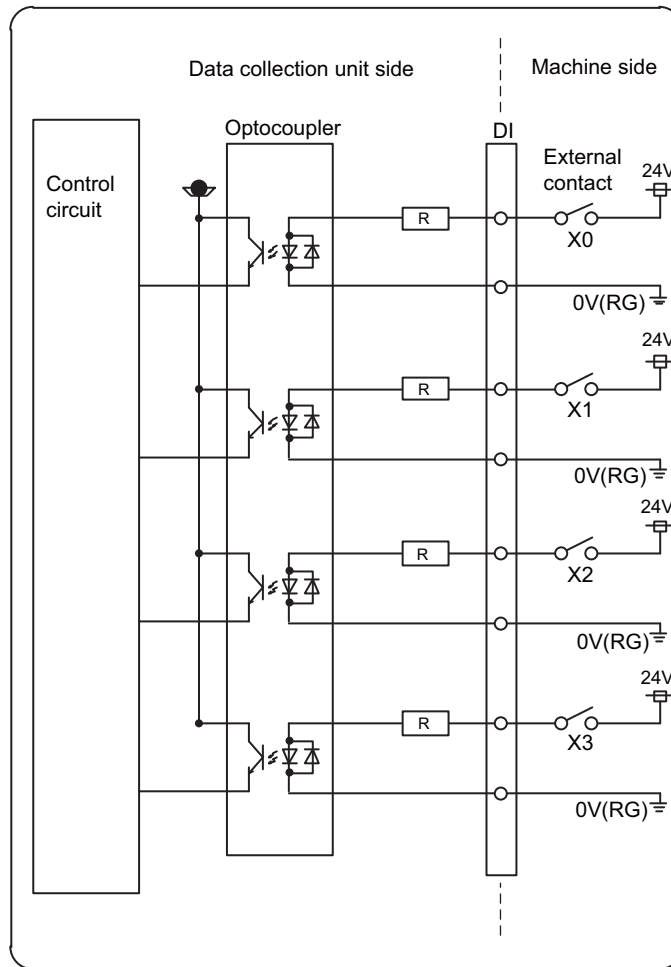 Data collection unit side
Machine side
Optocoupler
DI
Control
circuit
External
contact
24V
R
X0
0V(RG)
24V
R
X1
0V(RG)
24V
R
X2
0V(RG)
24V
R
X3
0V(RG)